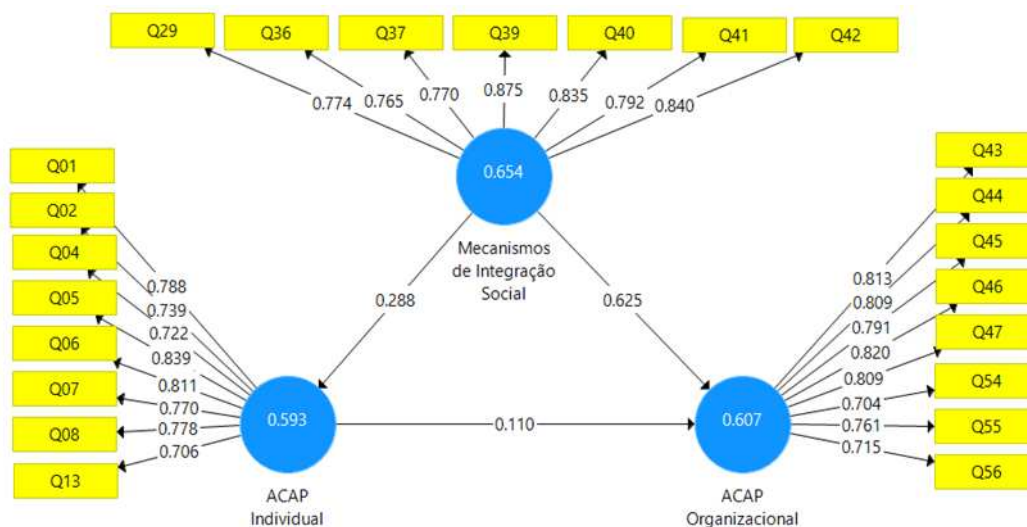 Q29 Q36 Q37 Q39 Q40 Q41 Q42
0.774 0.765 0.770 0.875 0.835 0.792 0.840
0.654
Mecanismos
de Integração
Social
Q01
Q02
Q04
Q05
Q06
Q07
Q08
Q13
0.788
0.739
0.722
0.839
0.811
0.770
0.778
0.706
0.593
ACAP
Individual
0.288
0.625
0.110
Q43
Q44
Q45
Q46
Q47
Q54
Q55
Q56
0.813
0.809
0.791
0.820
0.809
0.704
0.761
0.715
0.607
ACAP
Organizacional